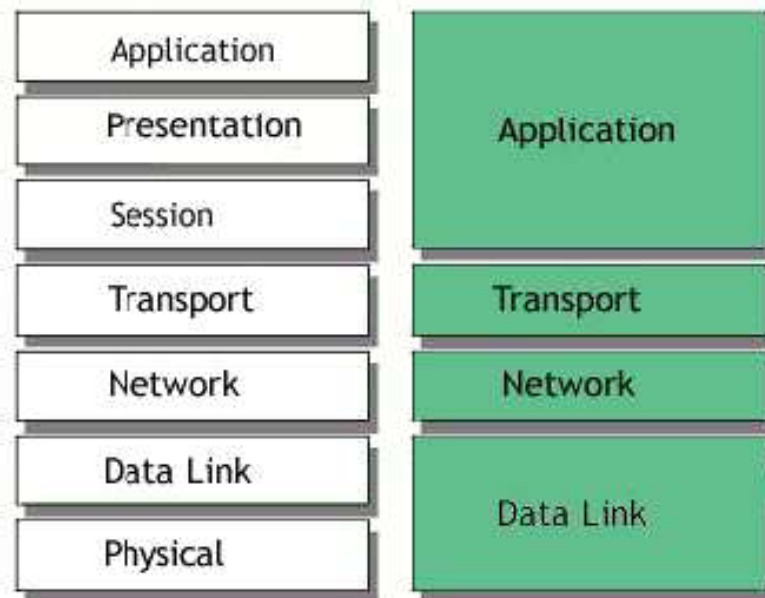 Application
Presentation
Session
Transport
Network
Data Link
Physical
Application
Transport
Network
Data Link